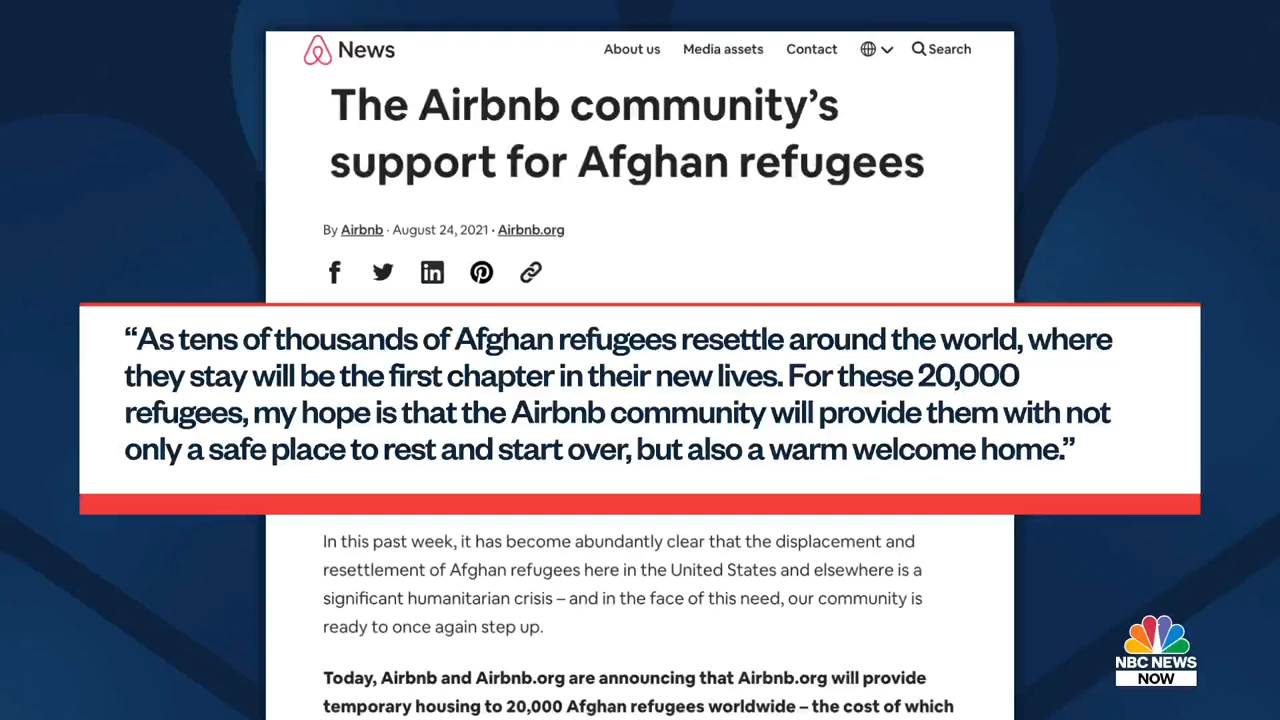 News
About us Media assets Contact Search
The Airbnb community’s
support for Afghan refugees
By Airbnb · August 24, 2021 · Airbnb.org
“As tens of thousands of Afghan refugees resettle around the world, where
they stay will be the first chapter in their new lives. For these 20,000
refugees, my hope is that the Airbnb community will provide them with not
only a safe place to rest and start over, but also a warm welcome home.”
In this past week, it has become abundantly clear that the displacement and
resettlement of Afghan refugees here in the United States and elsewhere is a
significant humanitarian crisis – and in the face of this need, our community is
ready to once again step up.
Today, Airbnb and Airbnb.org are announcing that Airbnb.org will provide
temporary housing to 20,000 Afghan refugees worldwide – the cost of which
NBC NEWS
NOW